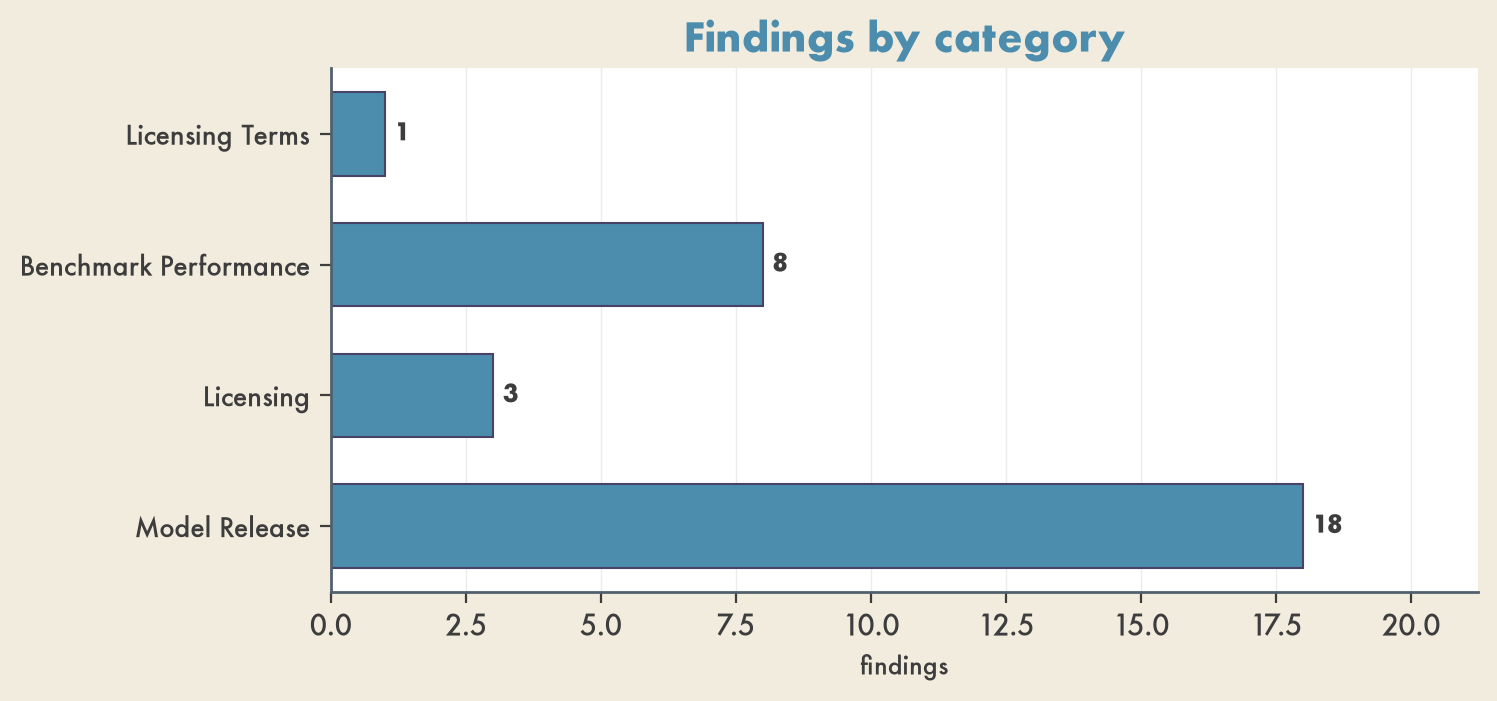 Findings by category
Licensing Terms
1
Benchmark Performance
8
Licensing
3
Model Release
18
0.0 2.5 5.0 7.5 10.0 12.5 15.0 17.5 20.0
findings